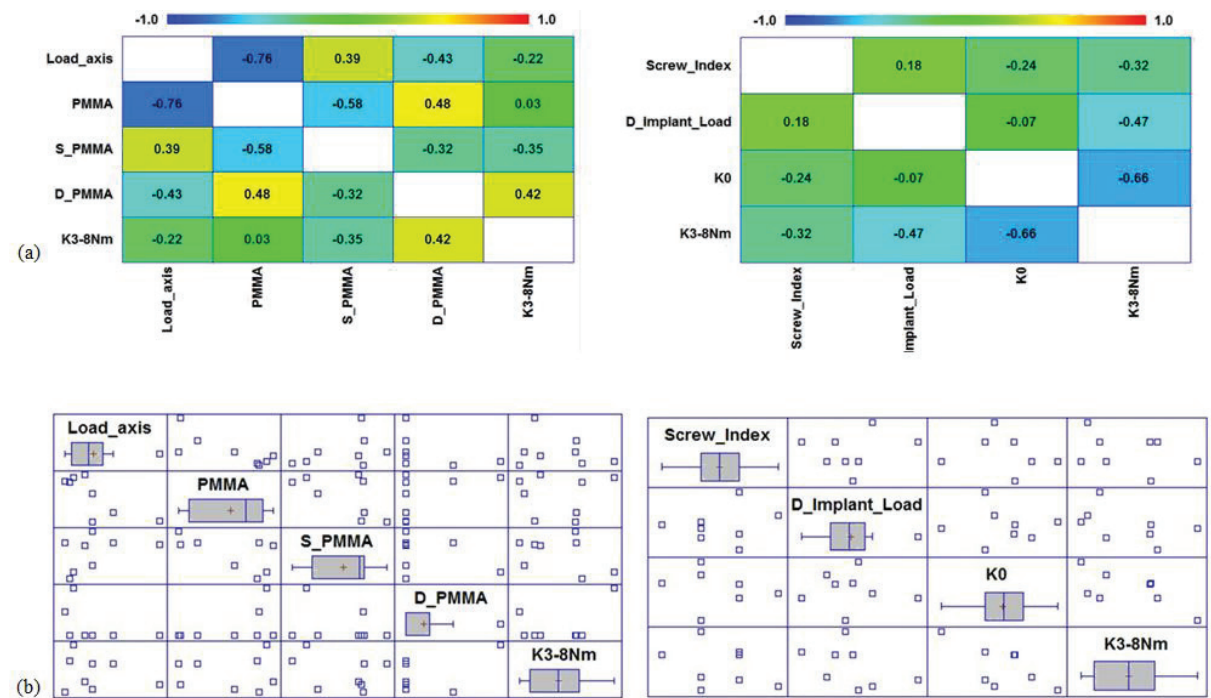 (a)
-1.0 1.0
Load_axis -0.76 0.39 -0.43 -0.22
PMMA -0.76 -0.58 0.48 0.03
S_PMMA 0.39 -0.58 -0.32 -0.35
D_PMMA -0.43 0.48 -0.32 0.42
K3-8Nm -0.22 0.03 -0.35 0.42
Load_axis PMMA S_PMMA D_PMMA K3-8Nm
-1.0 1.0
Screw_Index 0.18 -0.24 -0.32
D_Implant_Load 0.18 -0.07 -0.47
K0 -0.24 -0.07 -0.66
K3-8Nm -0.32 -0.47 -0.66
Screw_Index Implant_Load K0 K3-8Nm
(b)
Load_axis
PMMA
S_PMMA
D_PMMA
K3-8Nm
Screw_Index
D_Implant_Load
K0
K3-8Nm